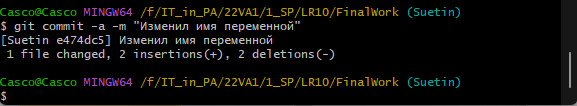 Casco@Casco MINGW64 /f/IT_in_PA/22VA1/1_SP/LR10/FinalWork (Suetin)
$ git commit -a -m "Изменил имя переменной"
[Suetin e474dc5] Изменил имя переменной
 1 file changed, 2 insertions(+), 2 deletions(-)
Casco@Casco MINGW64 /f/IT_in_PA/22VA1/1_SP/LR10/FinalWork (Suetin)
$